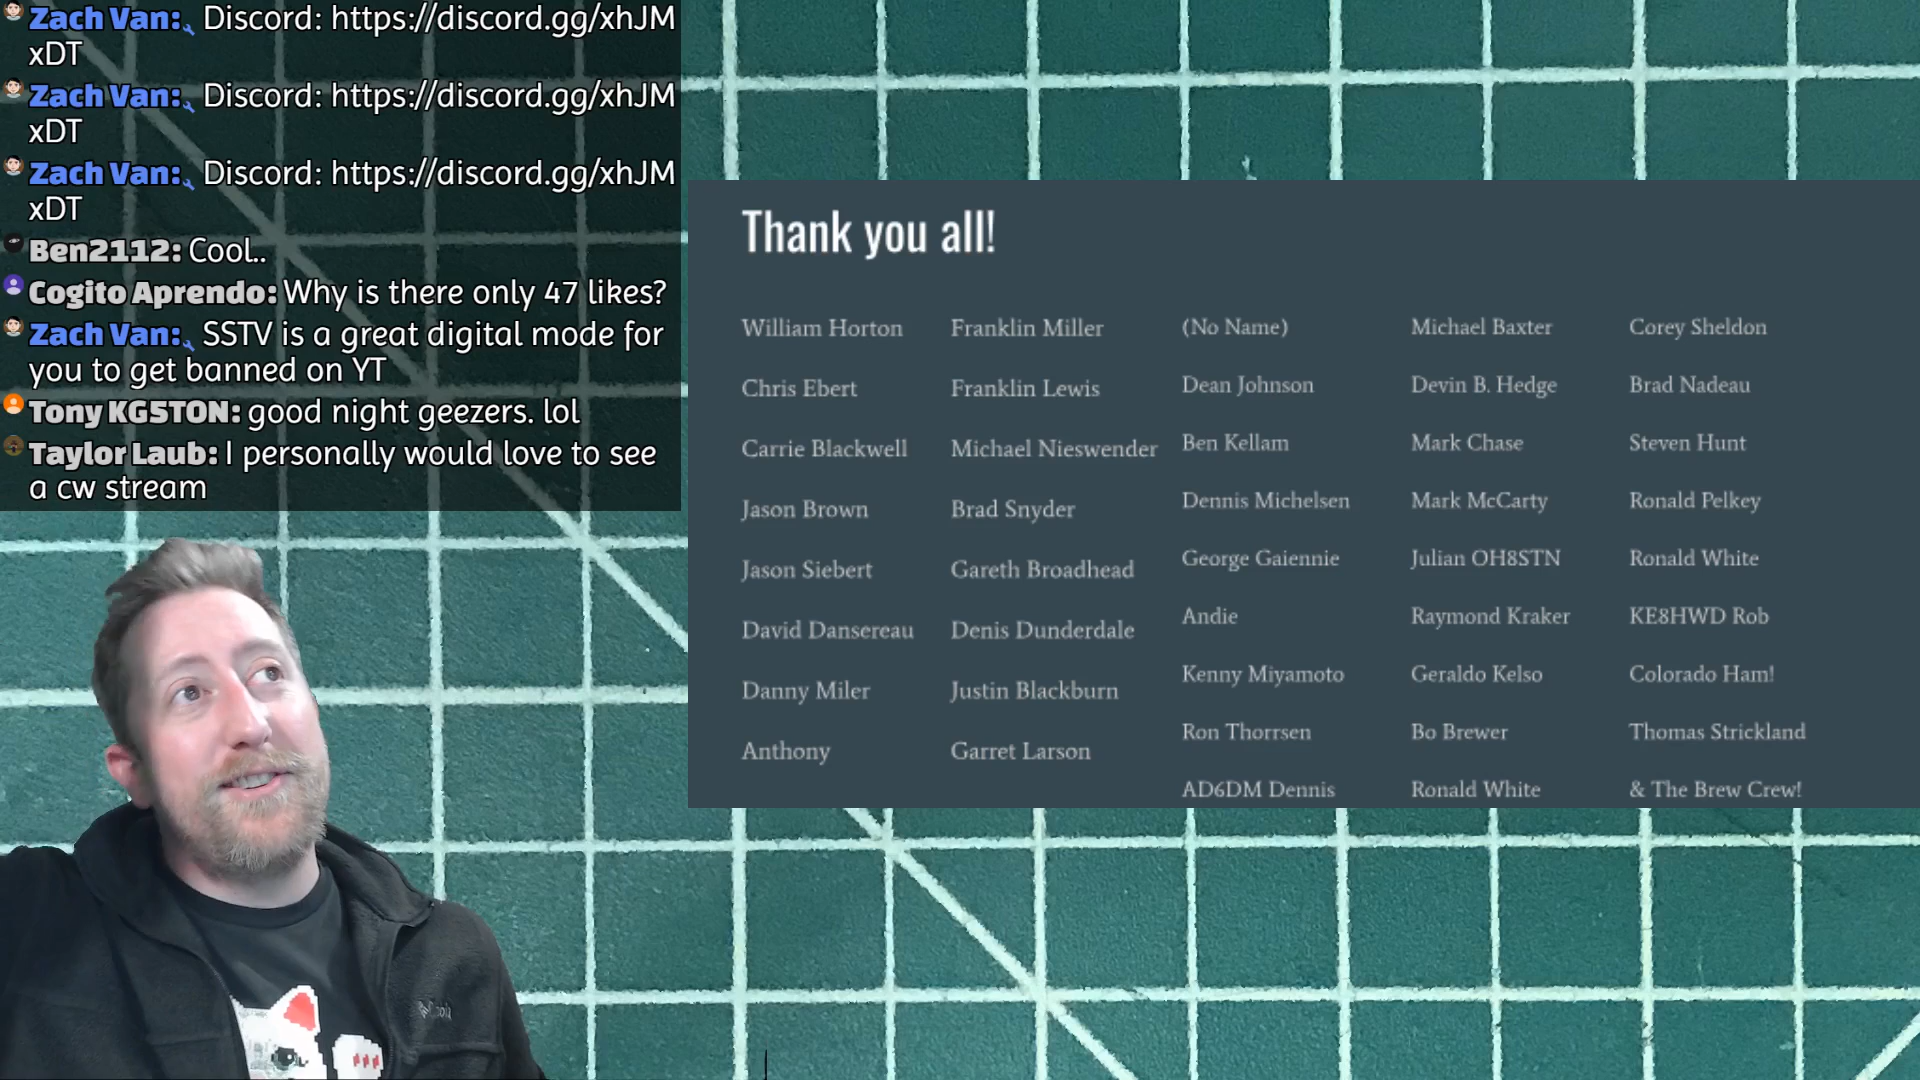 Zach Van: Discord: https://discord.gg/xhJM
xDT
Zach Van: Discord: https://discord.gg/xhJM
xDT
Zach Van: Discord: https://discord.gg/xhJM
xDT
Ben2112: Cool..
Cogito Aprendo: Why is there only 47 likes?
Zach Van: SSTV is a great digital mode for
you to get banned on YT
Tony KG5TON: good night geezers. lol
Taylor Laub: I personally would love to see
a cw stream
Thank you all!
William Horton
Chris Ebert
Carrie Blackwell
Jason Brown
Jason Siebert
David Dansereau
Danny Miler
Anthony
Franklin Miller
Franklin Lewis
Michael Nieswender
Brad Snyder
Gareth Broadhead
Denis Dunderdale
Justin Blackburn
Garret Larson
(No Name)
Dean Johnson
Ben Kellam
Dennis Michelsen
George Gaiennie
Andie
Kenny Miyamoto
Ron Thorrsen
AD6DM Dennis
Michael Baxter
Devin B. Hedge
Mark Chase
Mark McCarty
Julian OH8STN
Raymond Kraker
Geraldo Kelso
Bo Brewer
Ronald White
Corey Sheldon
Brad Nadeau
Steven Hunt
Ronald Pelkey
Ronald White
KE8HWD Rob
Colorado Ham!
Thomas Strickland
& The Brew Crew!